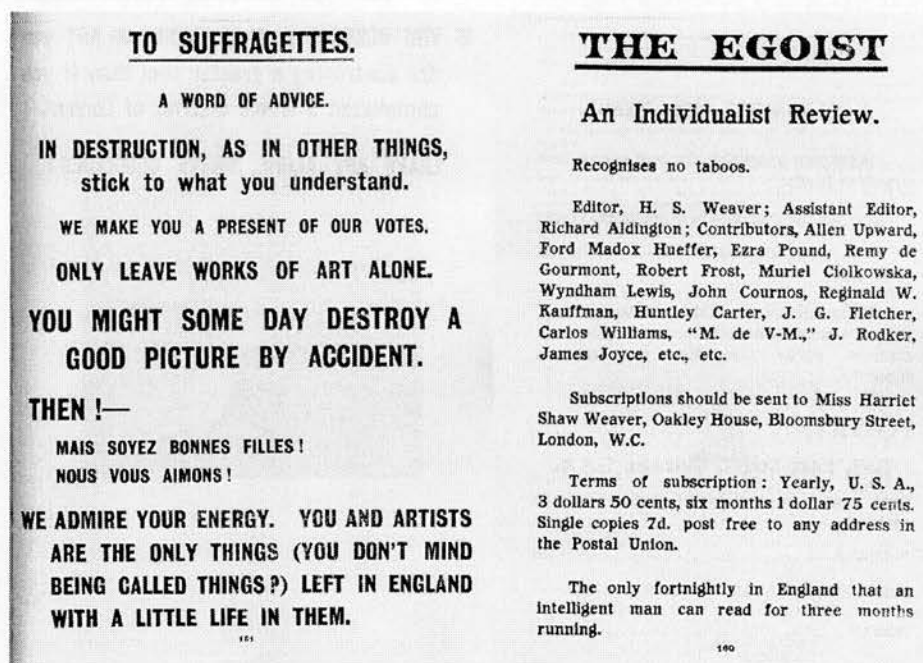 TO SUFFRAGETTES.
A WORD OF ADVICE.
IN DESTRUCTION, AS IN OTHER THINGS,
stick to what you understand.
WE MAKE YOU A PRESENT OF OUR VOTES.
ONLY LEAVE WORKS OF ART ALONE.
YOU MIGHT SOME DAY DESTROY A
GOOD PICTURE BY ACCIDENT.
THEN !—
MAIS SOYEZ BONNES FILLES !
NOUS VOUS AIMONS !
WE ADMIRE YOUR ENERGY. YOU AND ARTISTS
ARE THE ONLY THINGS (YOU DON'T MIND
BEING CALLED THINGS ?) LEFT IN ENGLAND
WITH A LITTLE LIFE IN THEM.
THE EGOIST
An Individualist Review.
Recognises no taboos.
Editor, H. S. Weaver; Assistant Editor,
Richard Aldington; Contributors, Allen Upward,
Ford Madox Hueffer, Ezra Pound, Remy de
Gourmont, Robert Frost, Muriel Ciolkowska,
Wyndham Lewis, John Cournos, Reginald W.
Kauffman, Huntley Carter, J. G. Fletcher,
Carlos Williams, "M. de V-M.," J. Rodker,
James Joyce, etc., etc.
Subscriptions should be sent to Miss Harriet
Shaw Weaver, Oakley House, Bloomsbury Street,
London, W.C.
Terms of subscription : Yearly, U. S. A.,
3 dollars 50 cents, six months 1 dollar 75 cents.
Single copies 7d. post free to any address in
the Postal Union.
The only fortnightly in England that an
intelligent man can read for three months
running.
160